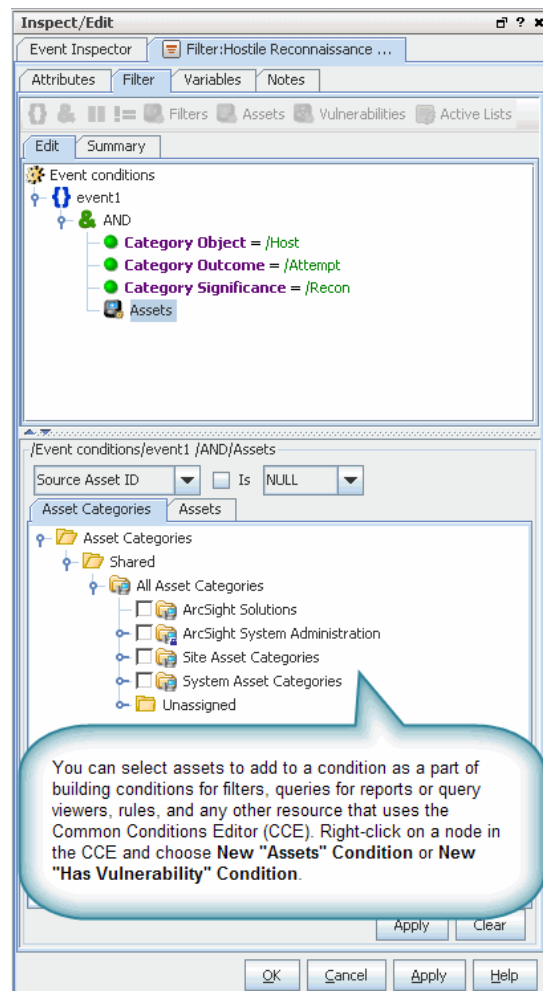 Inspect/Edit
Event Inspector
Filter:Hostile Reconnaissance ...
Attributes Filter Variables Notes
Filters Assets Vulnerabilities Active Lists
Edit Summary
Event conditions
event1
AND
Category Object = /Host
Category Outcome = /Attempt
Category Significance = /Recon
Assets
/Event conditions/event1 /AND/Assets
Source Asset ID Is NULL
Asset Categories Assets
Asset Categories
Shared
All Asset Categories
ArcSight Solutions
ArcSight System Administration
Site Asset Categories
System Asset Categories
Unassigned
You can select assets to add to a condition as a part of
building conditions for filters, queries for reports or query
viewers, rules, and any other resource that uses the
Common Conditions Editor (CCE). Right-click on a node in
the CCE and choose New "Assets" Condition or New
"Has Vulnerability" Condition.
Apply Clear
OK Cancel Apply Help